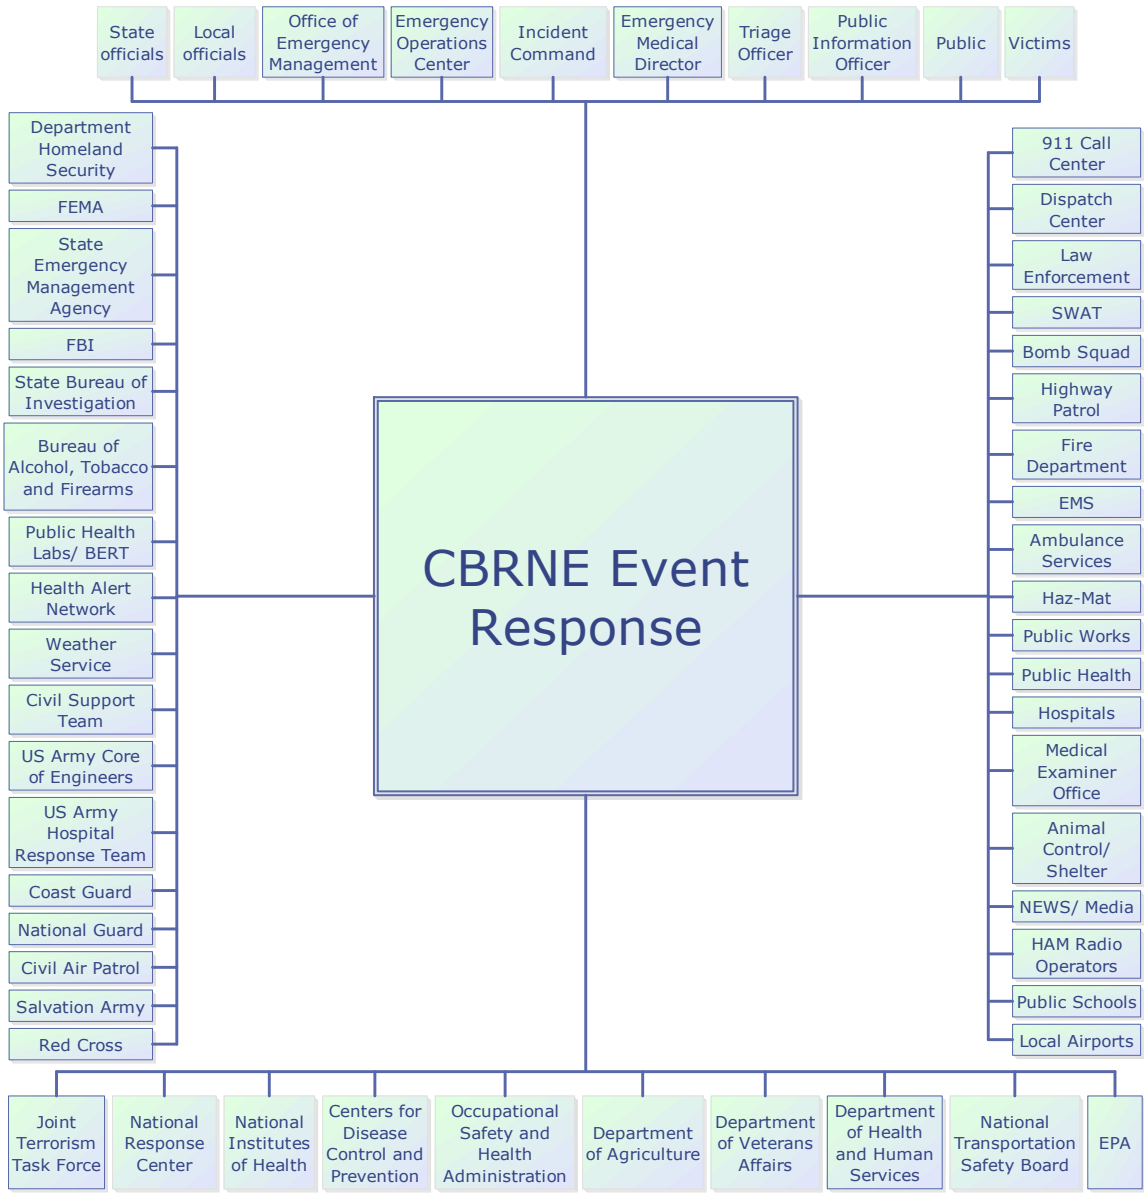 State
officials
Local
officials
Office of
Emergency
Management
Emergency
Operations
Center
Incident
Command
Emergency
Medical
Director
Triage
Officer
Public
Information
Officer
Public
Victims
Department
Homeland
Security
FEMA
State
Emergency
Management
Agency
FBI
State Bureau of
Investigation
Bureau of
Alcohol, Tobacco
and Firearms
Public Health
Labs/ BERT
Health Alert
Network
Weather
Service
Civil Support
Team
US Army Core
of Engineers
US Army
Hospital
Response Team
Coast Guard
National Guard
Civil Air Patrol
Salvation Army
Red Cross
CBRNE Event
Response
911 Call
Center
Dispatch
Center
Law
Enforcement
SWAT
Bomb Squad
Highway
Patrol
Fire
Department
EMS
Ambulance
Services
Haz-Mat
Public Works
Public Health
Hospitals
Medical
Examiner
Office
Animal
Control/
Shelter
NEWS/ Media
HAM Radio
Operators
Public Schools
Local Airports
Joint
Terrorism
Task Force
National
Response
Center
National
Institutes
of Health
Centers for
Disease
Control and
Prevention
Occupational
Safety and
Health
Administration
Department
of Agriculture
Department
of Veterans
Affairs
Department
of Health
and Human
Services
National
Transportation
Safety Board
EPA